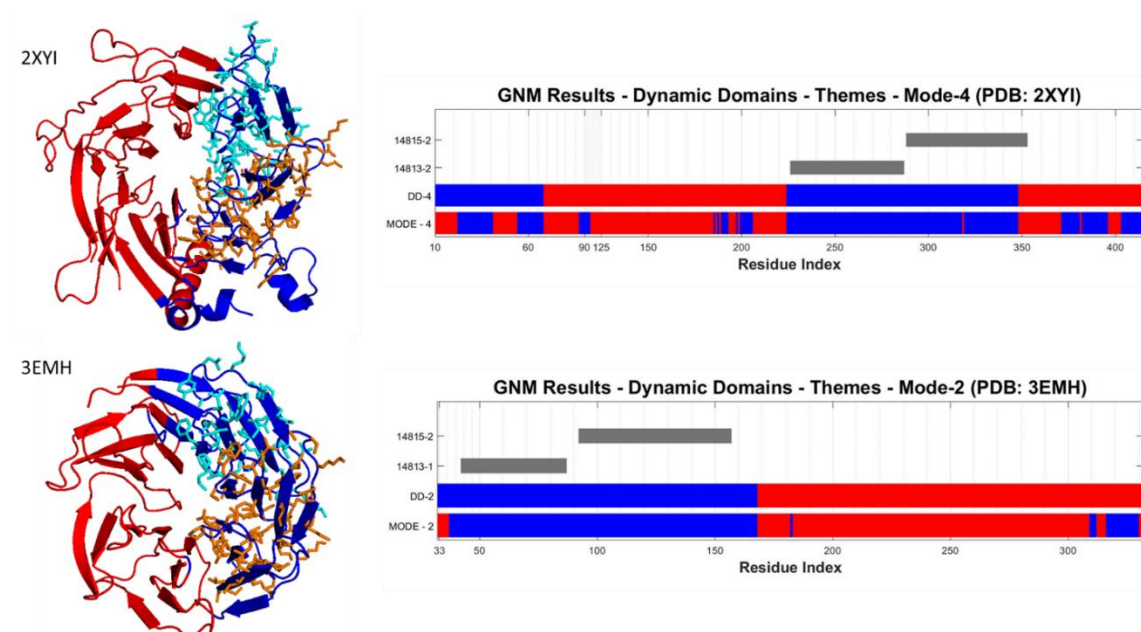 2XYI
GNM Results - Dynamic Domains - Themes - Mode-4 (PDB: 2XYI)
14815-2
14813-2
DD-4
MODE - 4
10 60 90 125 150 200 250 300 350 400
Residue Index
3EMH
GNM Results - Dynamic Domains - Themes - Mode-2 (PDB: 3EMH)
14815-2
14813-1
DD-2
MODE - 2
33 50 100 150 200 250 300
Residue Index